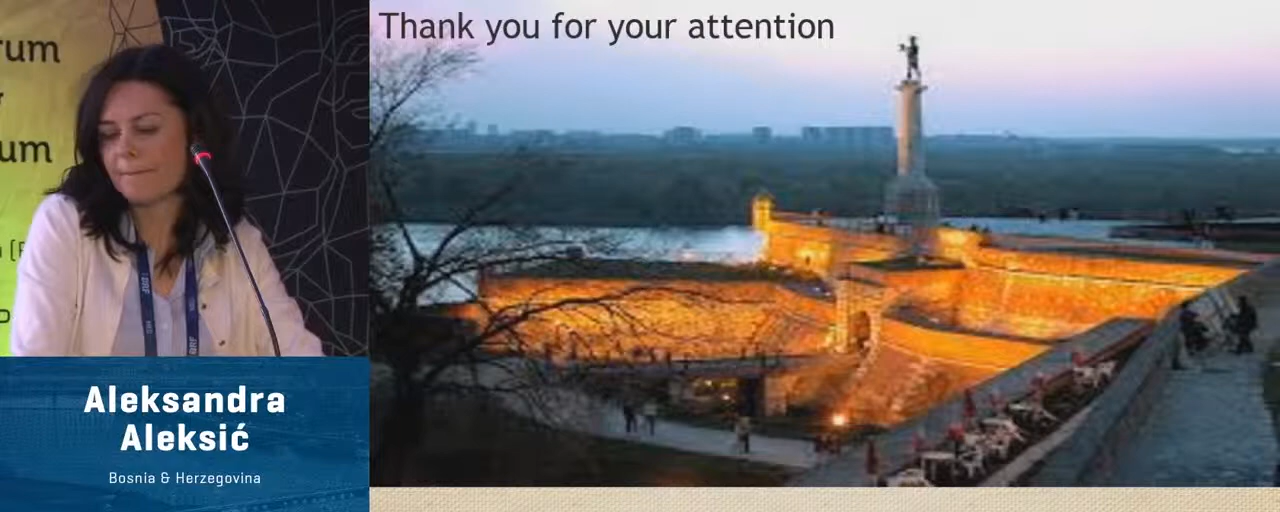 rum
um
Thank you for your attention
Aleksandra
Aleksić
Bosnia & Herzegovina